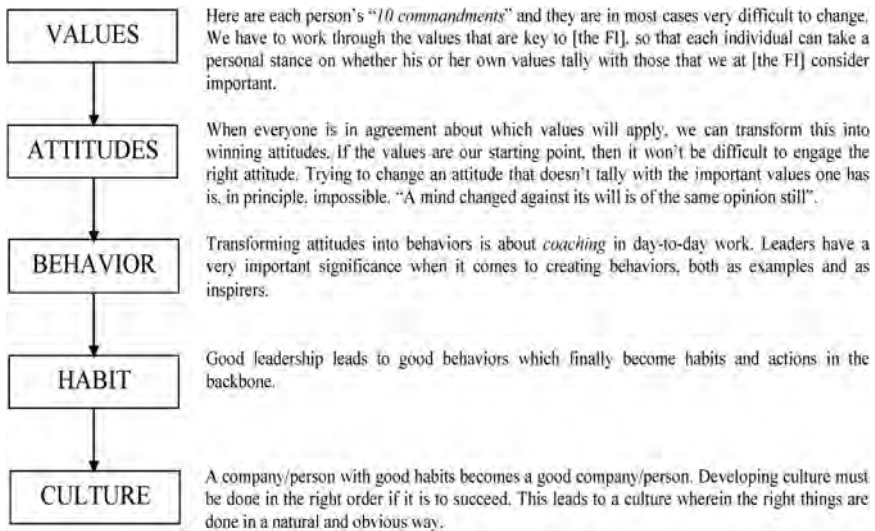 VALUES
Here are each person's "10 commandments" and they are in most cases very difficult to change.
We have to work through the values that are key to [the FI], so that each individual can take a
personal stance on whether his or her own values tally with those that we at [the FI] consider
important.
ATTITUDES
When everyone is in agreement about which values will apply, we can transform this into
winning attitudes. If the values are our starting point, then it won't be difficult to engage the
right attitude. Trying to change an attitude that doesn't tally with the important values one has
is, in principle, impossible. "A mind changed against its will is of the same opinion still".
BEHAVIOR
Transforming attitudes into behaviors is about coaching in day-to-day work. Leaders have a
very important significance when it comes to creating behaviors, both as examples and as
inspirers.
HABIT
Good leadership leads to good behaviors which finally become habits and actions in the
backbone.
CULTURE
A company/person with good habits becomes a good company/person. Developing culture must
be done in the right order if it is to succeed. This leads to a culture wherein the right things are
done in a natural and obvious way.